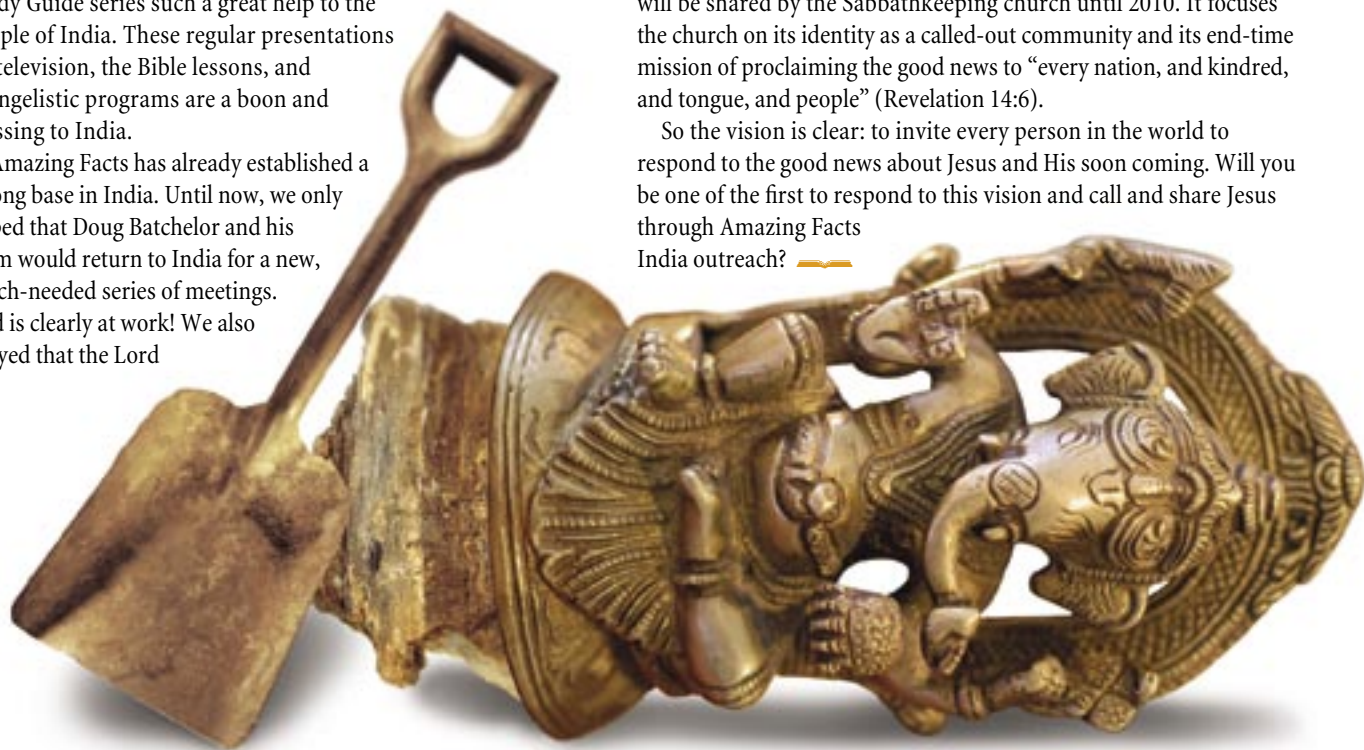 dy Guide series such a great help to the
ple of India. These regular presentations
television, the Bible lessons, and
ngelistic programs are a boon and
ssing to India.
Amazing Facts has already established a
ong base in India. Until now, we only
ed that Doug Batchelor and his
m would return to India for a new,
ch-needed series of meetings.
d is clearly at work! We also
yed that the Lord
will be shared by the Sabbathkeeping church until 2010. It focuses
the church on its identity as a called-out community and its end-time
mission of proclaiming the good news to “every nation, and kindred,
and tongue, and people” (Revelation 14:6).
So the vision is clear: to invite every person in the world to
respond to the good news about Jesus and His soon coming. Will you
be one of the first to respond to this vision and call and share Jesus
through Amazing Facts
India outreach?